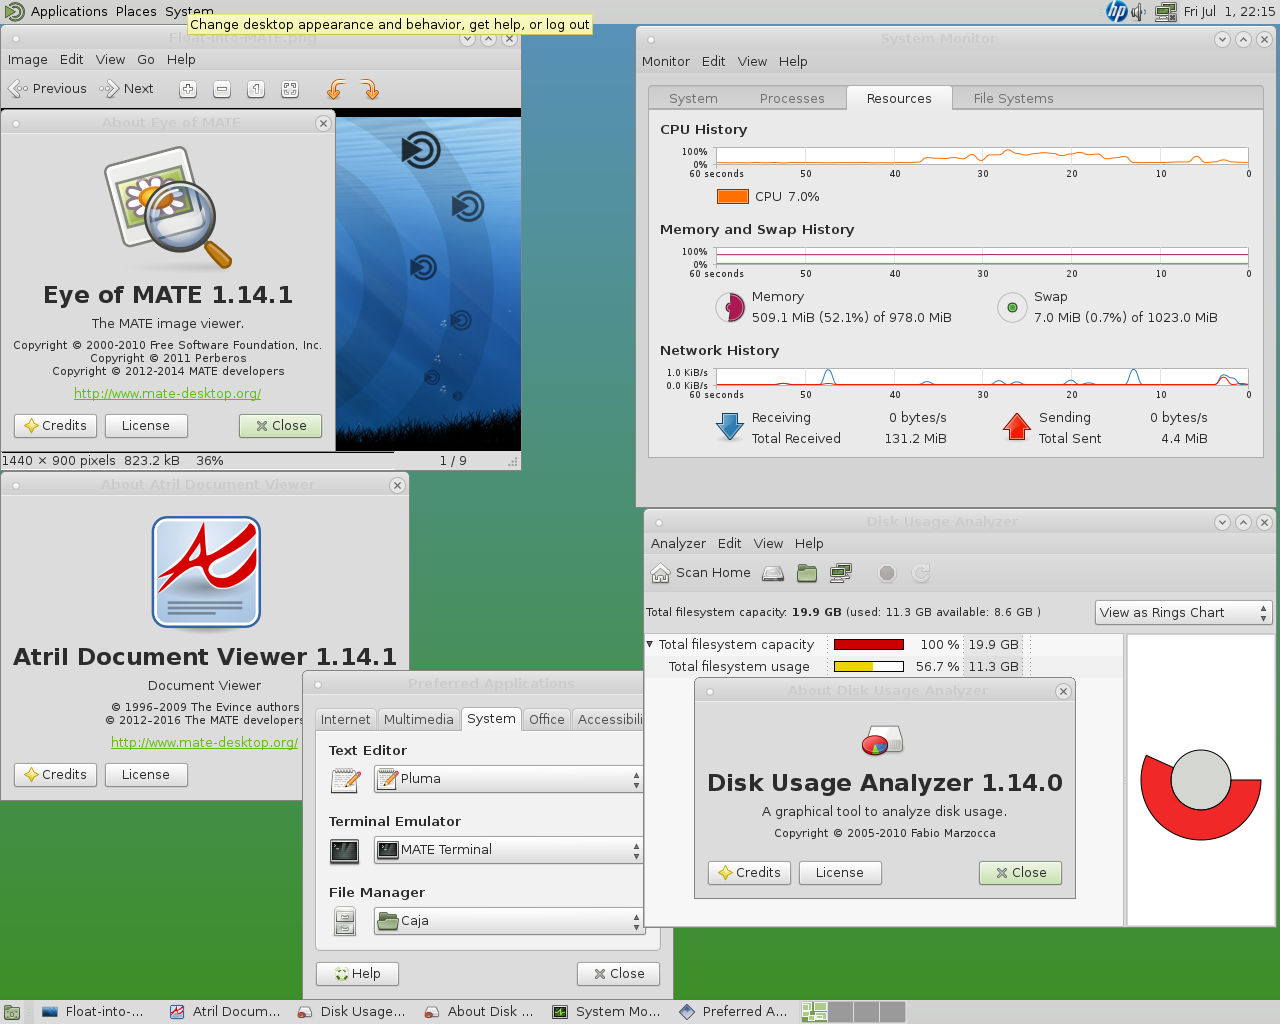 Applications Places System
Change desktop appearance and behavior, get help, or log out
hp
Fri Jul 1, 22:15
Float-into-MATE.png
Image Edit View Go Help
Previous Next
About Eye of MATE
Eye of MATE 1.14.1
The MATE image viewer.
Copyright © 2000-2010 Free Software Foundation, Inc.
Copyright © 2011 Perberos
Copyright © 2012-2014 MATE developers
http://www.mate-desktop.org/
Credits License Close
1440 × 900 pixels 823.2 kB 36% 1 / 9
System Monitor
Monitor Edit View Help
System Processes Resources File Systems
CPU History
100%
0%
60 seconds 50 40 30 20 10 0
CPU 7.0%
Memory and Swap History
100%
0%
60 seconds 50 40 30 20 10 0
Memory
509.1 MiB (52.1%) of 978.0 MiB
Swap
7.0 MiB (0.7%) of 1023.0 MiB
Network History
1.0 KiB/s
0.0 KiB/s
60 seconds 50 40 30 20 10 0
Receiving 0 bytes/s
Total Received 131.2 MiB
Sending 0 bytes/s
Total Sent 4.4 MiB
About Atril Document Viewer
Atril Document Viewer 1.14.1
Document Viewer
© 1996–2009 The Evince authors
© 2012–2016 The MATE developers
http://www.mate-desktop.org/
Credits License
Preferred Applications
Internet Multimedia System Office Accessibili
Text Editor
Pluma
Terminal Emulator
MATE Terminal
File Manager
Caja
Help Close
Disk Usage Analyzer
Analyzer Edit View Help
Scan Home
Total filesystem capacity: 19.9 GB (used: 11.3 GB available: 8.6 GB )
View as Rings Chart
Total filesystem capacity 100 % 19.9 GB
Total filesystem usage 56.7 % 11.3 GB
About Disk Usage Analyzer
Disk Usage Analyzer 1.14.0
A graphical tool to analyze disk usage.
Copyright © 2005-2010 Fabio Marzocca
Credits License Close
Float-into-... Atril Docum... Disk Usage... About Disk ... System Mo... Preferred A...